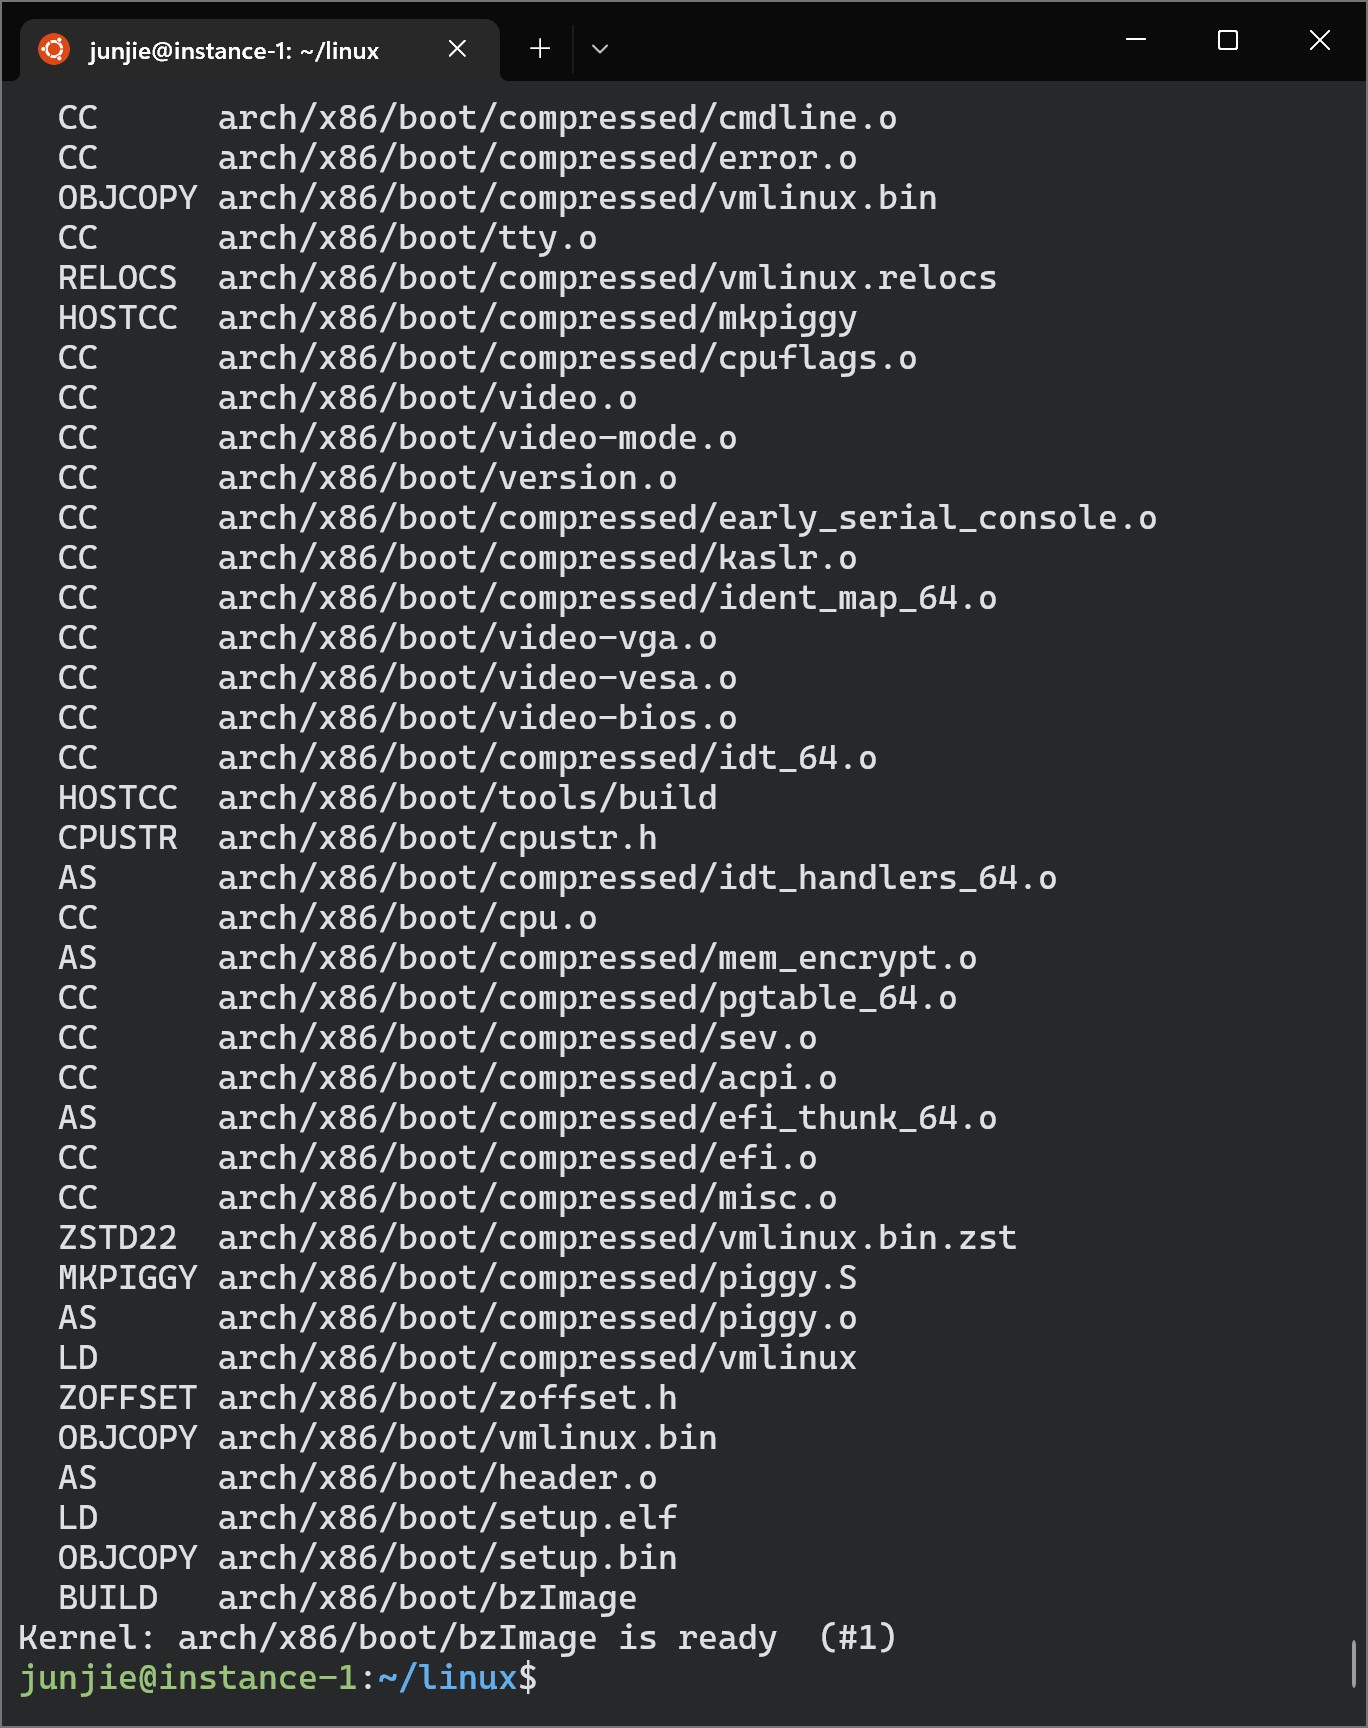 junjie@instance-1: ~/linux
CC arch/x86/boot/compressed/cmdline.o
CC arch/x86/boot/compressed/error.o
OBJCOPY arch/x86/boot/compressed/vmlinux.bin
CC arch/x86/boot/tty.o
RELOCS arch/x86/boot/compressed/vmlinux.relocs
HOSTCC arch/x86/boot/compressed/mkpiggy
CC arch/x86/boot/compressed/cpuflags.o
CC arch/x86/boot/video.o
CC arch/x86/boot/video-mode.o
CC arch/x86/boot/version.o
CC arch/x86/boot/compressed/early_serial_console.o
CC arch/x86/boot/compressed/kaslr.o
CC arch/x86/boot/compressed/ident_map_64.o
CC arch/x86/boot/video-vga.o
CC arch/x86/boot/video-vesa.o
CC arch/x86/boot/video-bios.o
CC arch/x86/boot/compressed/idt_64.o
HOSTCC arch/x86/boot/tools/build
CPUSTR arch/x86/boot/cpustr.h
AS arch/x86/boot/compressed/idt_handlers_64.o
CC arch/x86/boot/cpu.o
AS arch/x86/boot/compressed/mem_encrypt.o
CC arch/x86/boot/compressed/pgtable_64.o
CC arch/x86/boot/compressed/sev.o
CC arch/x86/boot/compressed/acpi.o
AS arch/x86/boot/compressed/efi_thunk_64.o
CC arch/x86/boot/compressed/efi.o
CC arch/x86/boot/compressed/misc.o
ZSTD22 arch/x86/boot/compressed/vmlinux.bin.zst
MKPIGGY arch/x86/boot/compressed/piggy.S
AS arch/x86/boot/compressed/piggy.o
LD arch/x86/boot/compressed/vmlinux
ZOFFSET arch/x86/boot/zoffset.h
OBJCOPY arch/x86/boot/vmlinux.bin
AS arch/x86/boot/header.o
LD arch/x86/boot/setup.elf
OBJCOPY arch/x86/boot/setup.bin
BUILD arch/x86/boot/bzImage
Kernel: arch/x86/boot/bzImage is ready (#1)
junjie@instance-1:~/linux$